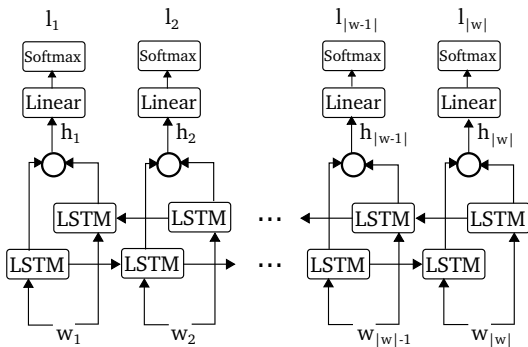 l₁ l₂ l|w-1| l|w|
Softmax Softmax Softmax Softmax
Linear Linear Linear Linear
h₁ h₂ h|w-1| h|w|
LSTM LSTM ... LSTM LSTM
LSTM LSTM ... LSTM LSTM
w₁ w₂ w|w|-1 w|w|